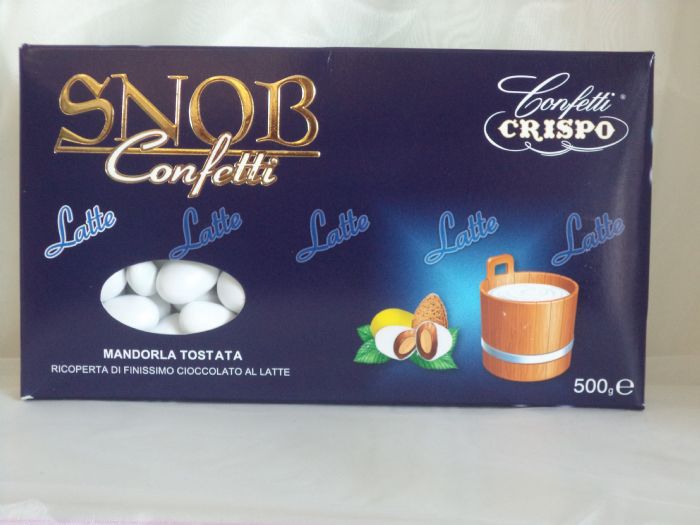 SNOB
Confetti
Confetti ®
CRISPO
Latte Latte Latte Latte Latte
MANDORLA TOSTATA
RICOPERTA DI FINISSIMO CIOCCOLATO AL LATTE
500g ℮